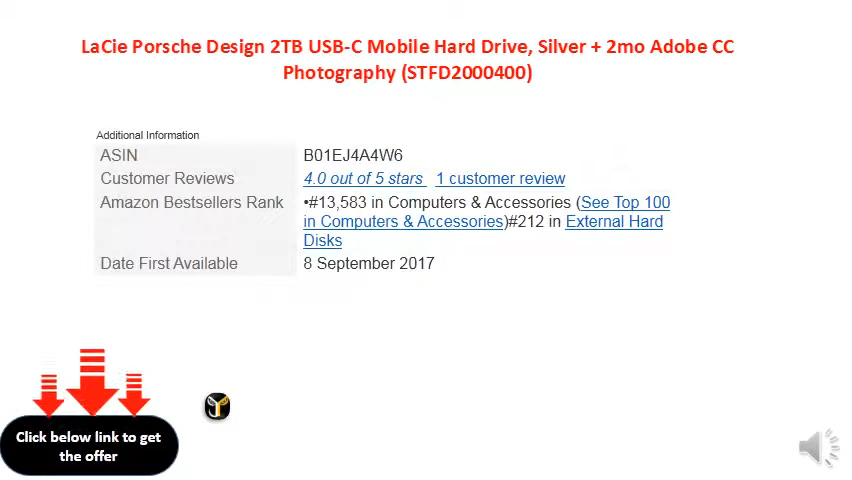 LaCie Porsche Design 2TB USB-C Mobile Hard Drive, Silver + 2mo Adobe CC
Photography (STFD2000400)
Additional Information
ASIN B01EJ4A4W6
Customer Reviews 4.0 out of 5 stars 1 customer review
Amazon Bestsellers Rank •#13,583 in Computers & Accessories (See Top 100
in Computers & Accessories)#212 in External Hard
Disks
Date First Available 8 September 2017
Click below link to get
the offer